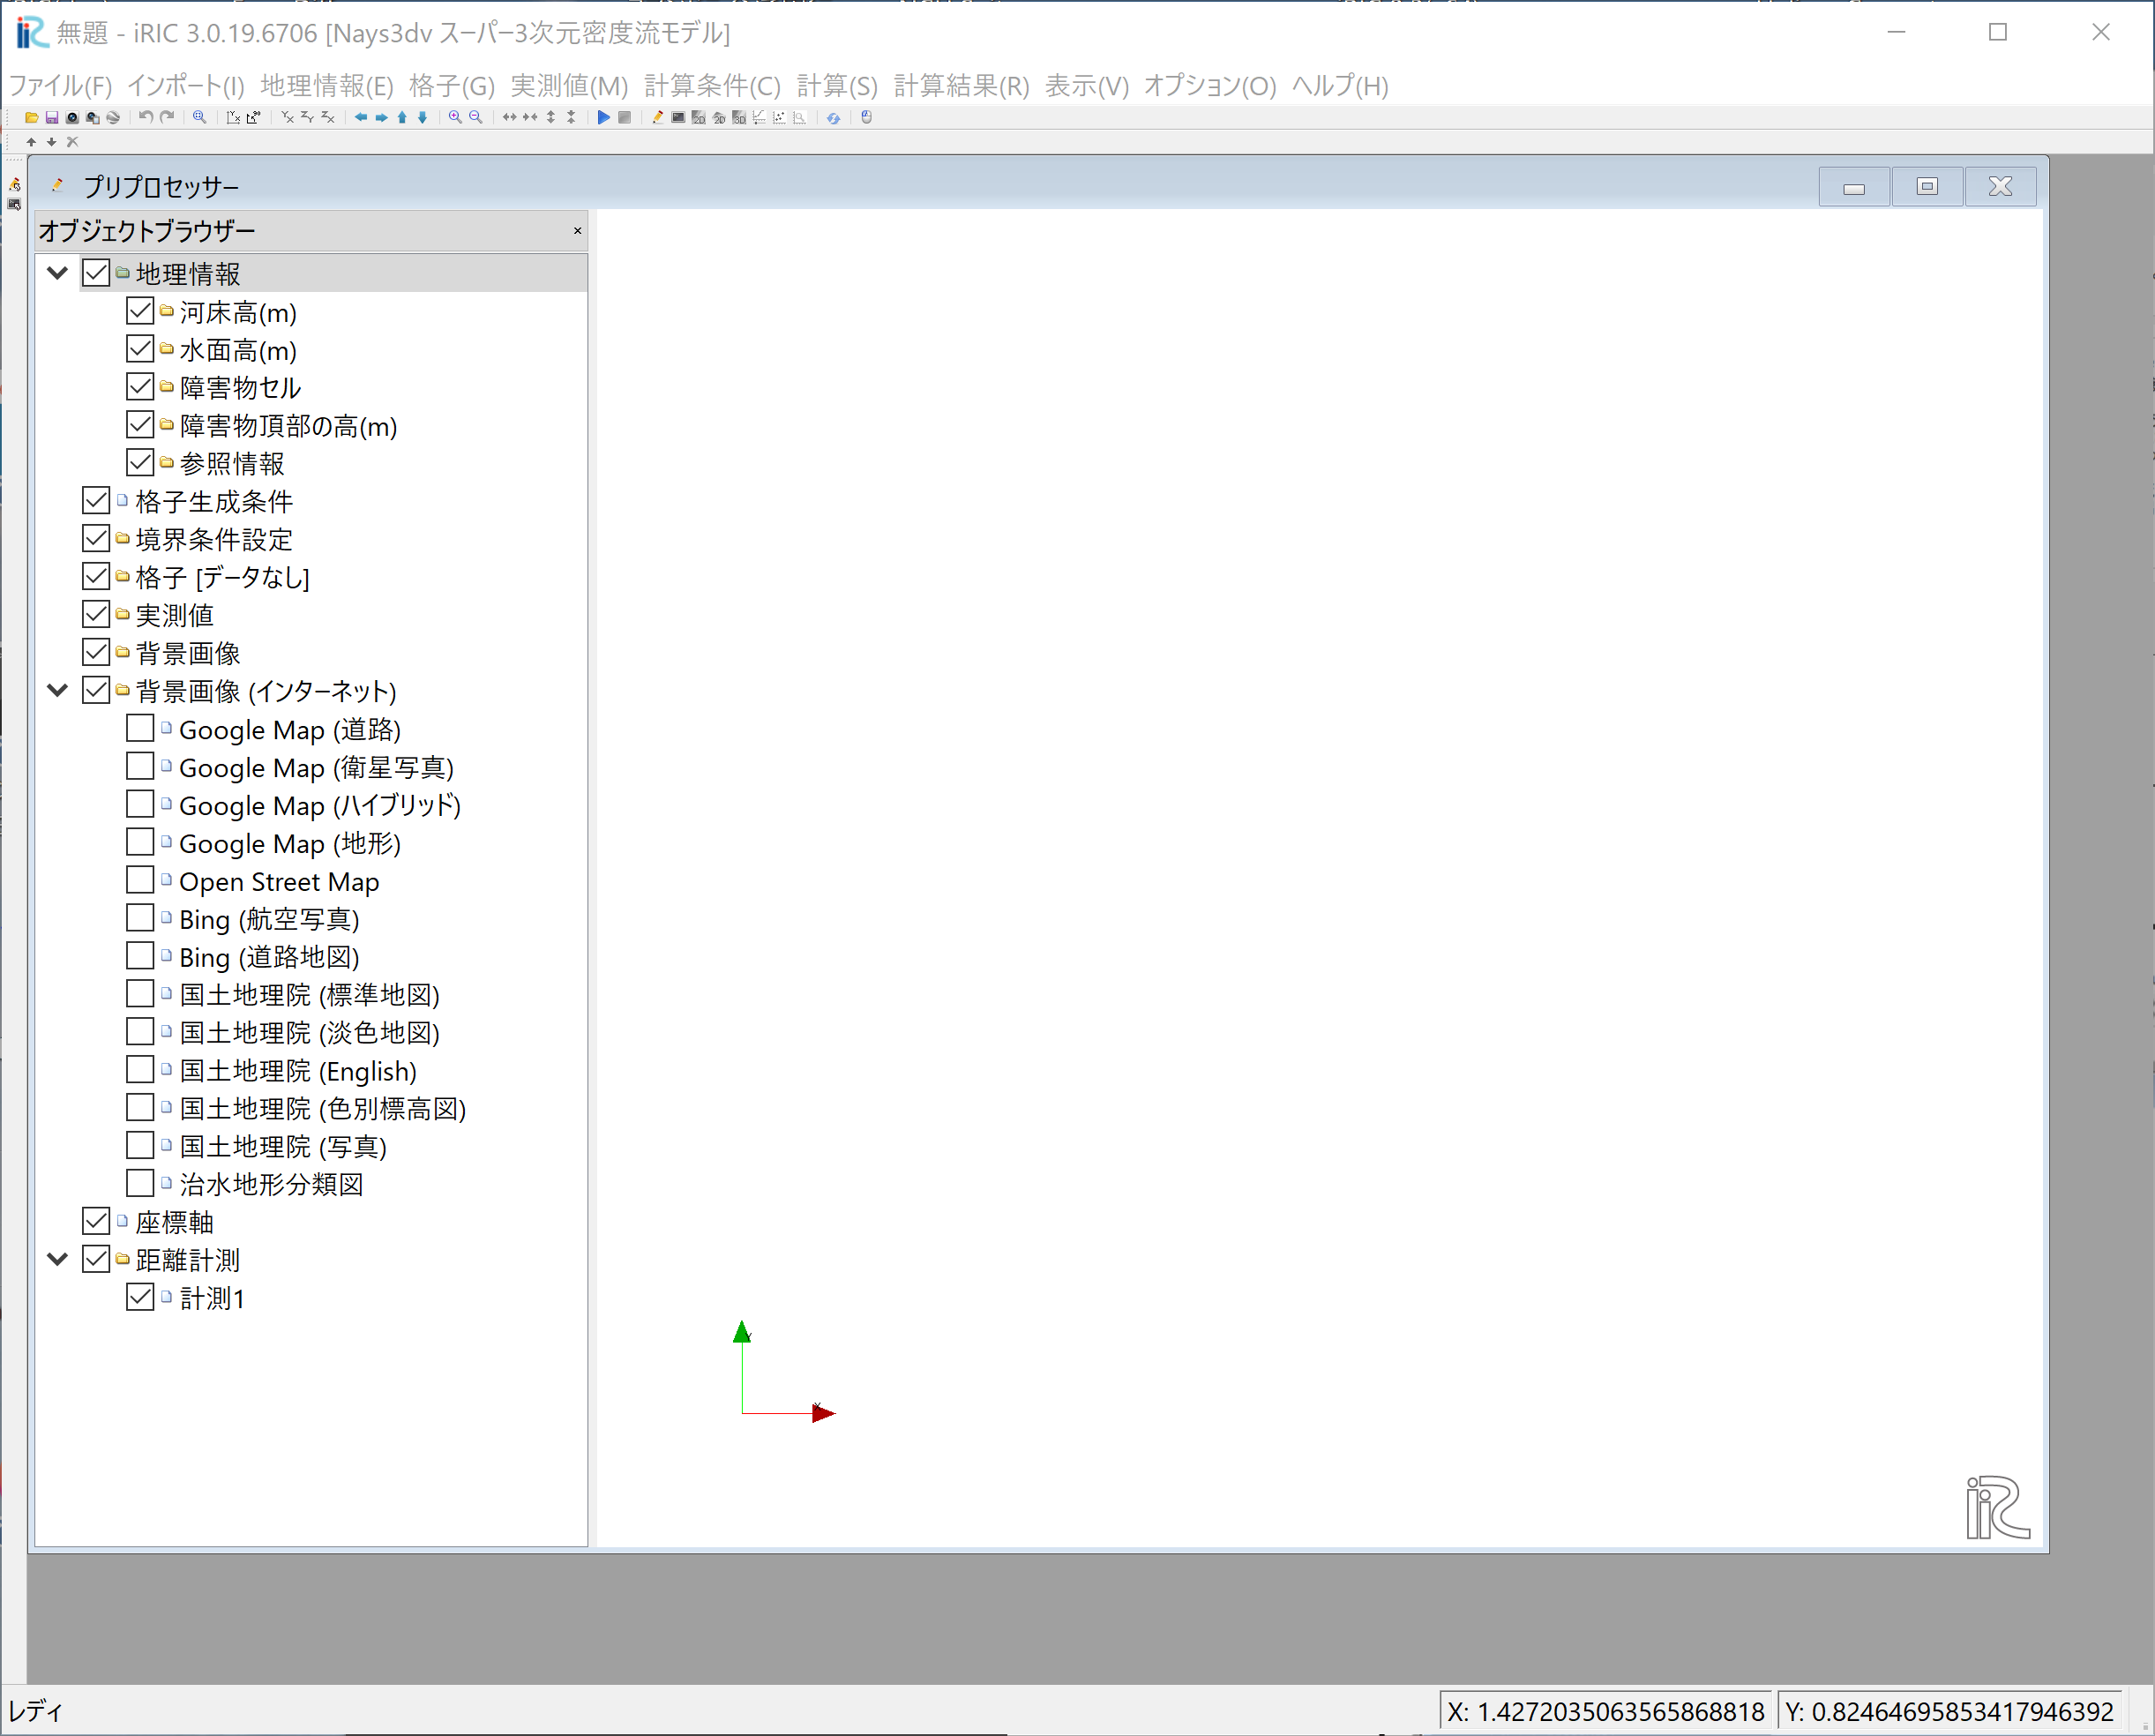 無題 - iRIC 3.0.19.6706 [Nays3dv スーパー3次元密度流モデル]
ファイル(F) インポート(I) 地理情報(E) 格子(G) 実測値(M) 計算条件(C) 計算(S) 計算結果(R) 表示(V) オプション(O) ヘルプ(H)
プリプロセッサー
オブジェクトブラウザー
地理情報
河床高(m)
水面高(m)
障害物セル
障害物頂部の高(m)
参照情報
格子生成条件
境界条件設定
格子 [データなし]
実測値
背景画像
背景画像 (インターネット)
Google Map (道路)
Google Map (衛星写真)
Google Map (ハイブリッド)
Google Map (地形)
Open Street Map
Bing (航空写真)
Bing (道路地図)
国土地理院 (標準地図)
国土地理院 (淡色地図)
国土地理院 (English)
国土地理院 (色別標高図)
国土地理院 (写真)
治水地形分類図
座標軸
距離計測
計測1
Y
X
iRiC
レディ
X: 1.4272035063565868818
Y: 0.82464695853417946392